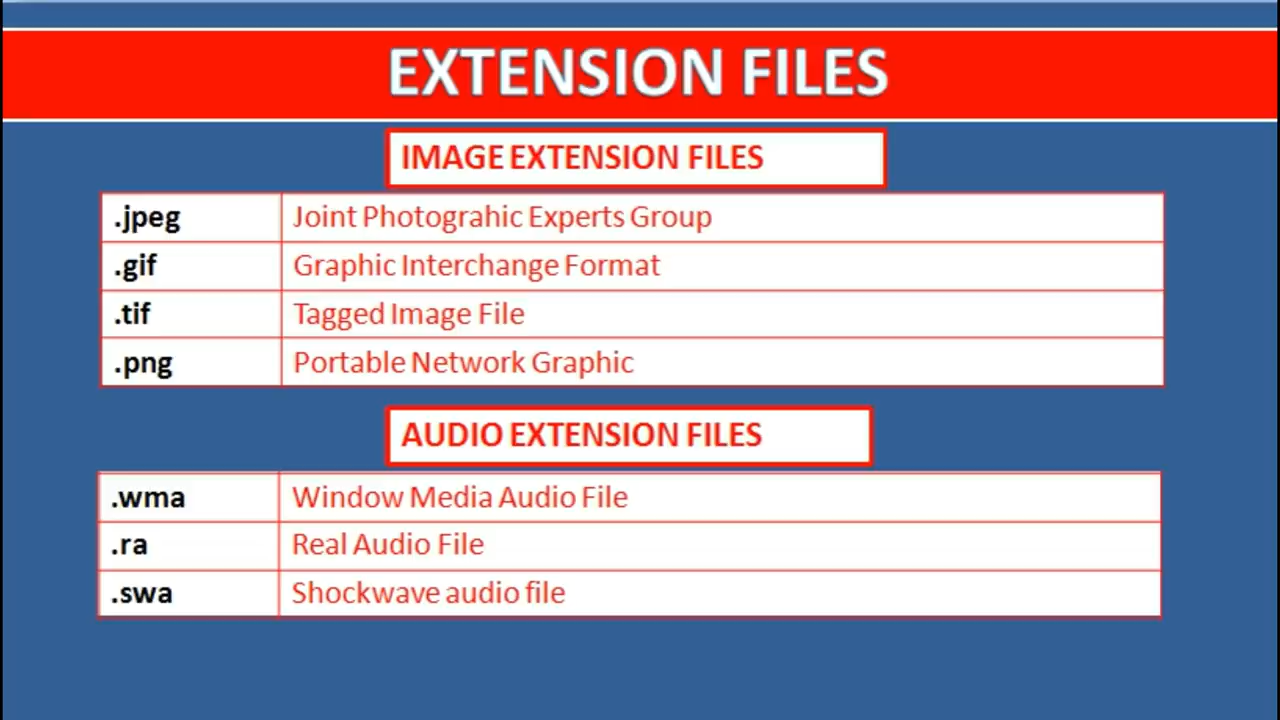 EXTENSION FILES
IMAGE EXTENSION FILES
.jpeg Joint Photograhic Experts Group
.gif Graphic Interchange Format
.tif Tagged Image File
.png Portable Network Graphic
AUDIO EXTENSION FILES
.wma Window Media Audio File
.ra Real Audio File
.swa Shockwave audio file